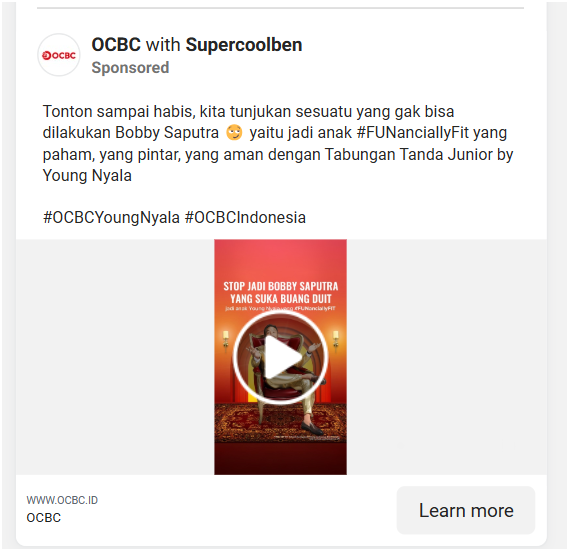 OCBC
OCBC with Supercoolben
Sponsored
Tonton sampai habis, kita tunjukan sesuatu yang gak bisa
dilakukan Bobby Saputra 🙄 yaitu jadi anak #FUNanciallyFit yang
paham, yang pintar, yang aman dengan Tabungan Tanda Junior by
Young Nyala
#OCBCYoungNyala #OCBCIndonesia
STOP JADI BOBBY SAPUTRA
YANG SUKA BUANG DUIT
jadi anak Young Nyala yang #FUNanciallyFIT
WWW.OCBC.ID
OCBC
Learn more